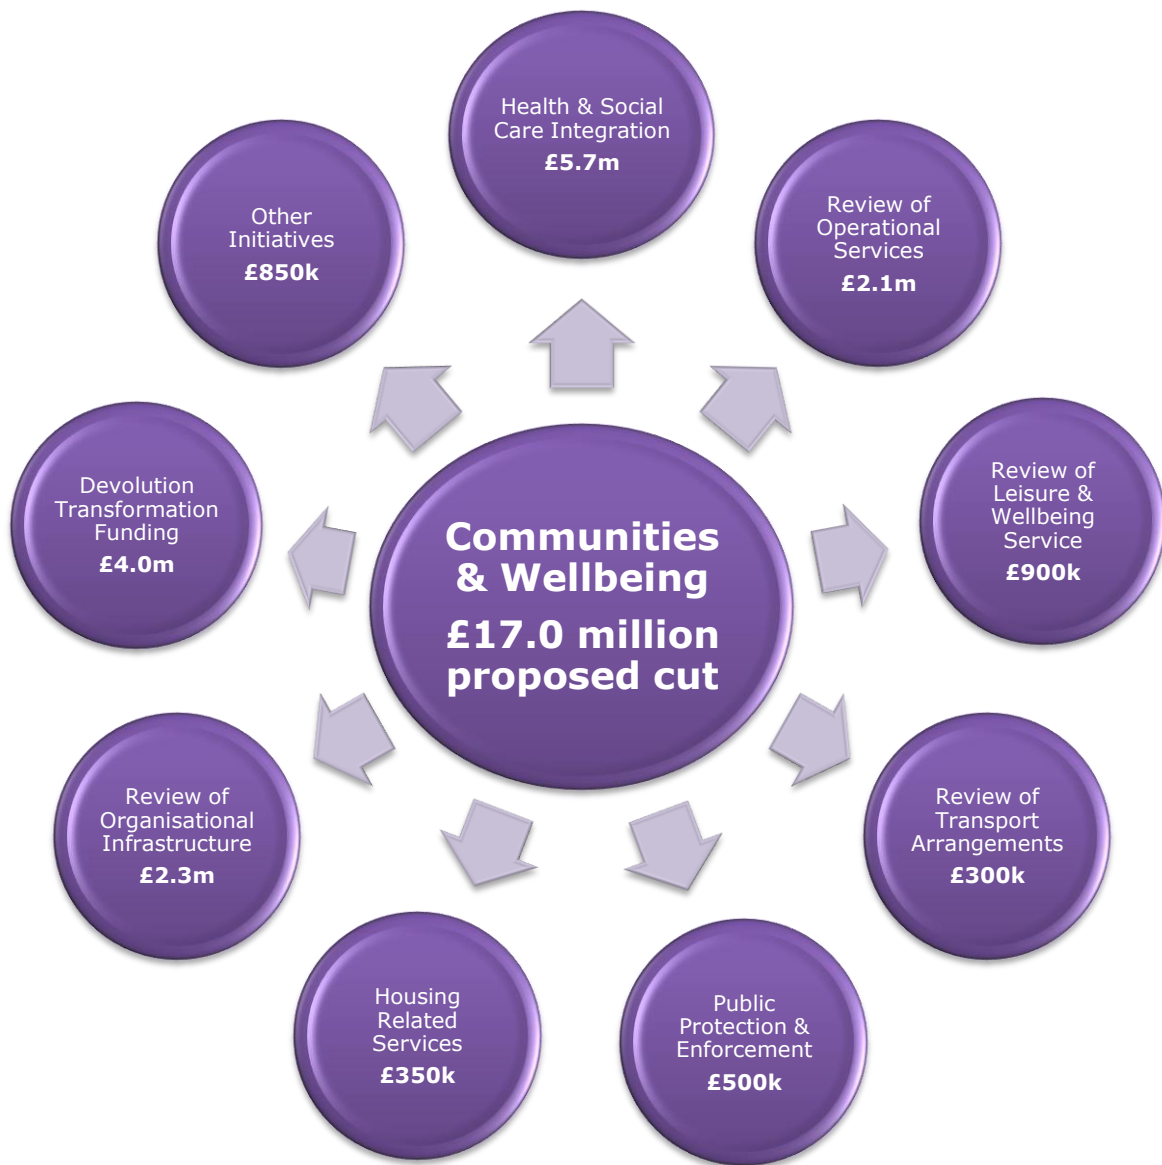 Health & Social
Care Integration
£5.7m
Review of
Operational
Services
£2.1m
Review of
Leisure &
Wellbeing
Service
£900k
Review of
Transport
Arrangements
£300k
Public
Protection &
Enforcement
£500k
Housing
Related
Services
£350k
Review of
Organisational
Infrastructure
£2.3m
Devolution
Transformation
Funding
£4.0m
Other
Initiatives
£850k
Communities
& Wellbeing
£17.0 million
proposed cut